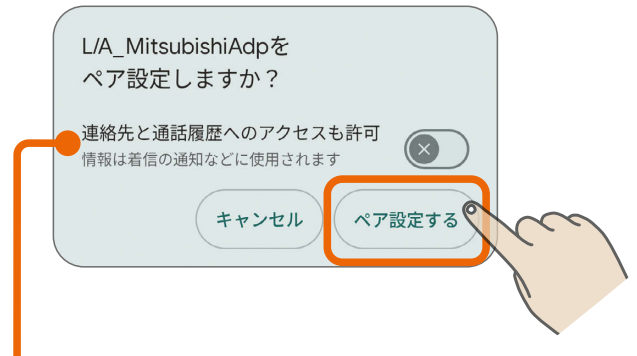 L/A_MitsubishiAdpを
ペア設定しますか？
連絡先と通話履歴へのアクセスも許可
情報は着信の通知などに使用されます
キャンセル
ペア設定する